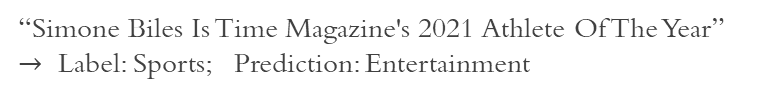 “Simone Biles Is Time Magazine's 2021 Athlete Of The Year”
→ Label: Sports; Prediction: Entertainment